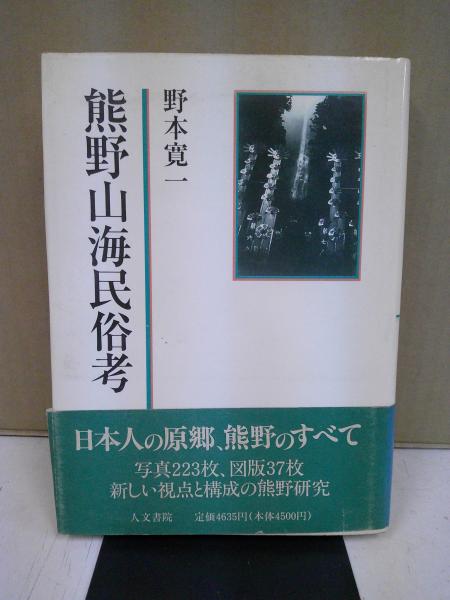 熊野山海民俗考
野本寛一
日本人の原郷、熊野のすべて
写真223枚、図版37枚
新しい視点と構成の熊野研究
人文書院 定価4635円(本体4500円)